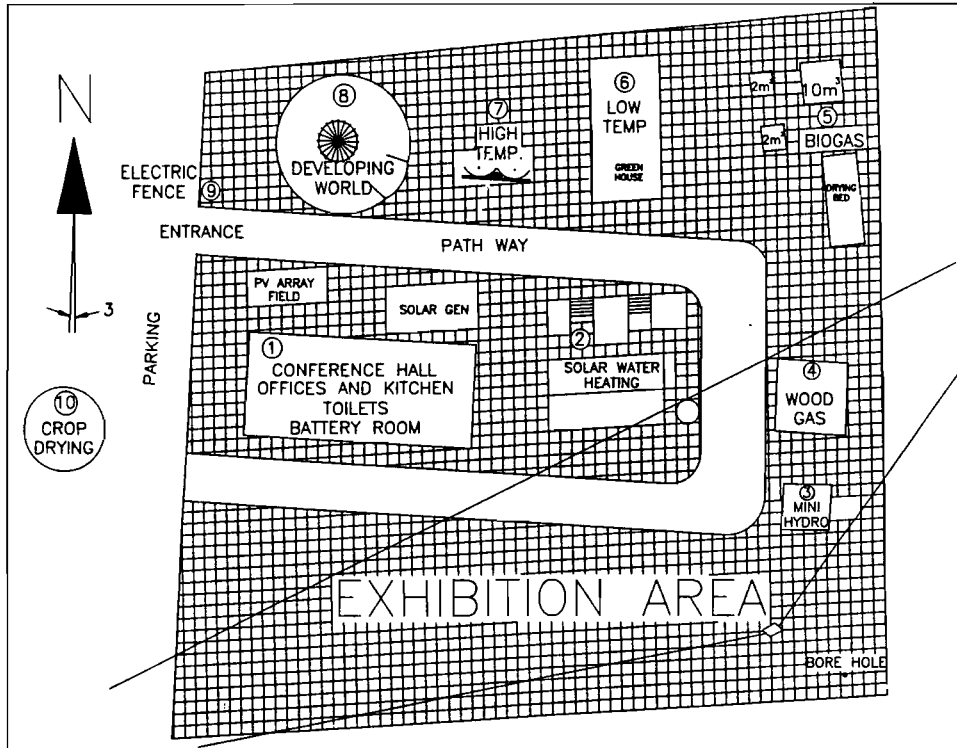 N
3
ELECTRIC
FENCE
⑨
ENTRANCE
PATH WAY
PARKING
⑧
DEVELOPING
WORLD
⑦
HIGH
TEMP.
⑥
LOW
TEMP
GREEN
HOUSE
2m³
10m³
2m³
⑤
BIOGAS
DRYING
BED
PV ARRAY
FIELD
SOLAR GEN
①
CONFERENCE HALL
OFFICES AND KITCHEN
TOILETS
BATTERY ROOM
②
SOLAR WATER
HEATING
④
WOOD
GAS
③
MINI
HYDRO
⑩
CROP
DRYING
EXHIBITION AREA
BORE HOLE